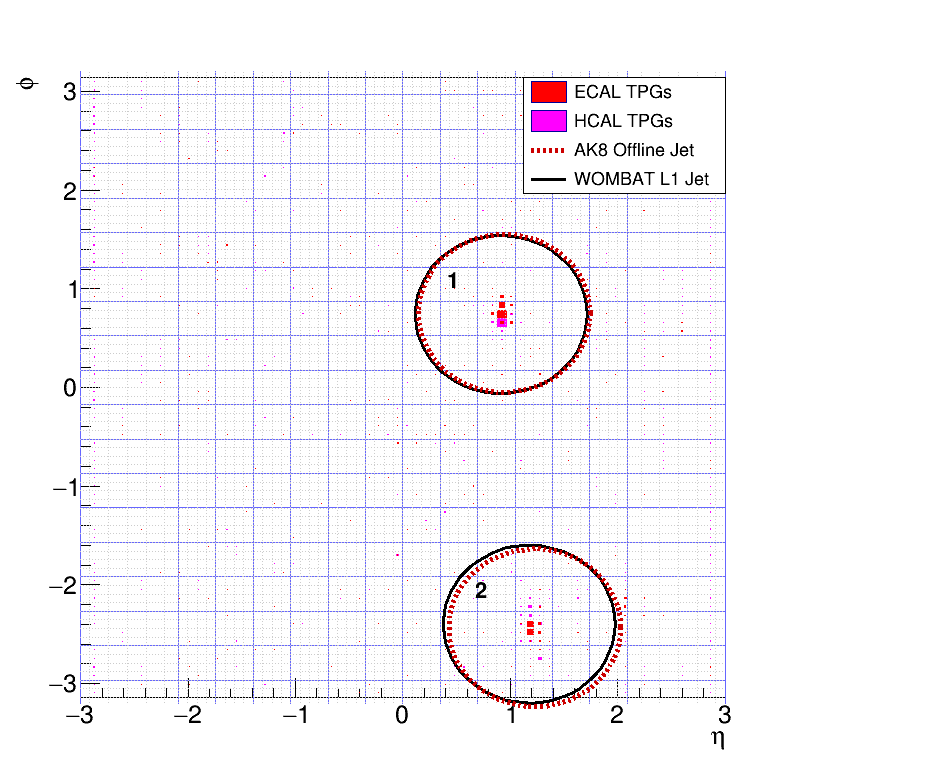 φ
3
ECAL TPGs
HCAL TPGs
AK8 Offline Jet
WOMBAT L1 Jet
2
1
1
0
−1
−2
2
−3
−3 −2 −1 0 1 2 3
η